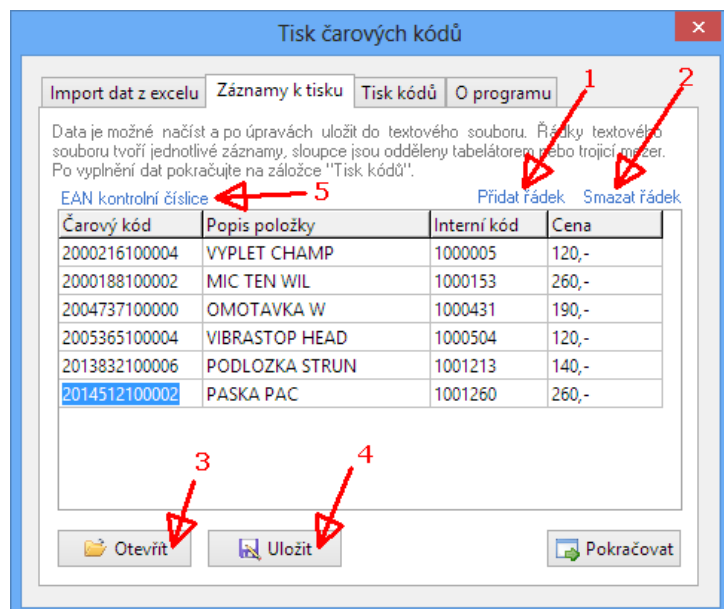 Tisk čarových kódů
Import dat z excelu Záznamy k tisku Tisk kódů O programu
1 2
Data je možné načíst a po úpravách uložit do textového souboru. Řádky textového
souboru tvoří jednotlivé záznamy, sloupce jsou odděleny tabelátorem nebo trojicí mezer.
Po vyplnění dat pokračujte na záložce "Tisk kódů".
EAN kontrolní číslice 5 Přidat řádek Smazat řádek
Čarový kód Popis položky Interní kód Cena
2000216100004 VYPLET CHAMP 1000005 120,-
2000188100002 MIC TEN WIL 1000153 260,-
2004737100000 OMOTAVKA W 1000431 190,-
2005365100004 VIBRASTOP HEAD 1000504 120,-
2013832100006 PODLOZKA STRUN 1001213 140,-
2014512100002 PASKA PAC 1001260 260,-
3 4
Otevřít Uložit Pokračovat